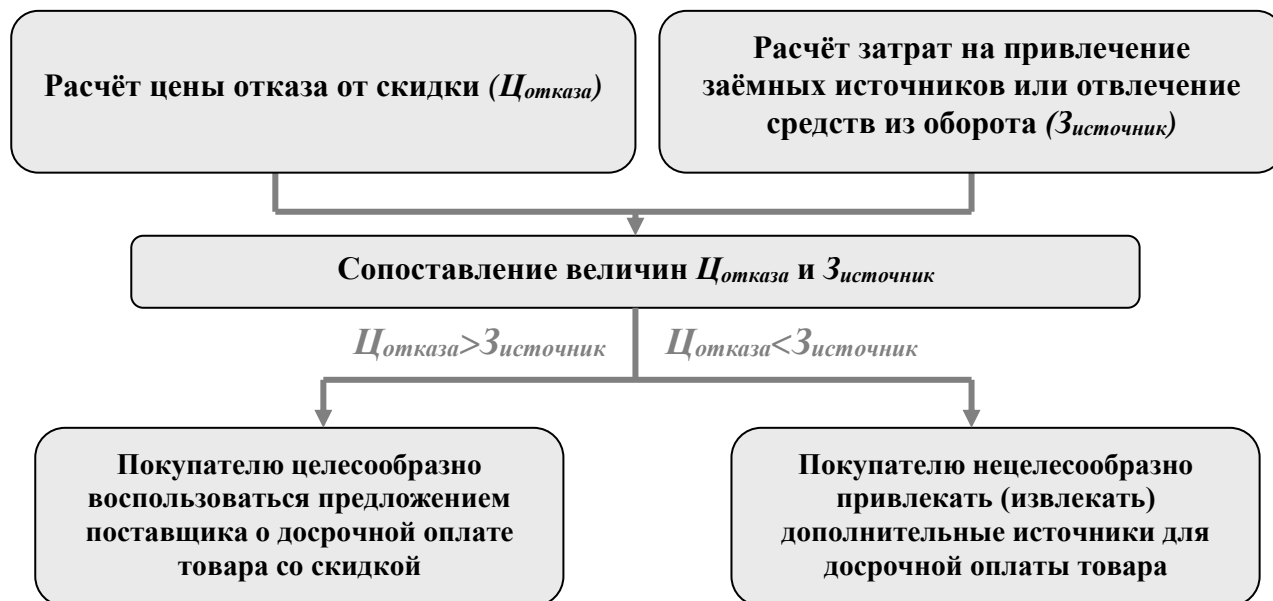 Расчёт цены отказа от скидки (Цотказа)
Расчёт затрат на привлечение
заёмных источников или отвлечение
средств из оборота (Зисточник)
Сопоставление величин Цотказа и Зисточник
Цотказа>Зисточник
Цотказа<Зисточник
Покупателю целесообразно
воспользоваться предложением
поставщика о досрочной оплате
товара со скидкой
Покупателю нецелесообразно
привлекать (извлекать)
дополнительные источники для
досрочной оплаты товара